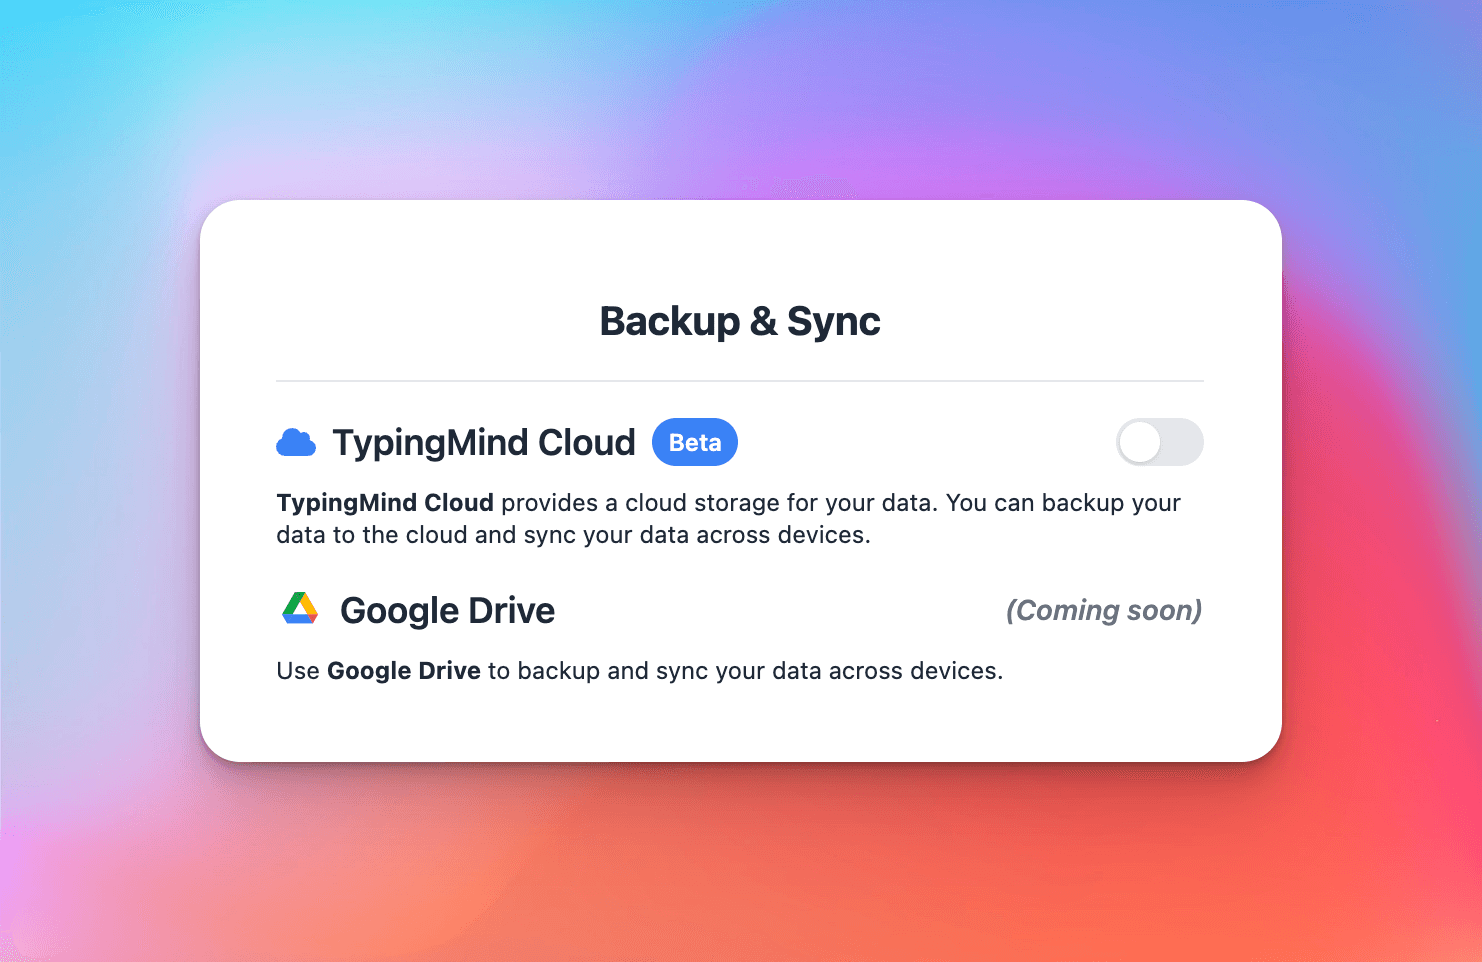 Backup & Sync
TypingMind Cloud Beta
TypingMind Cloud provides a cloud storage for your data. You can backup your
data to the cloud and sync your data across devices.
Google Drive (Coming soon)
Use Google Drive to backup and sync your data across devices.